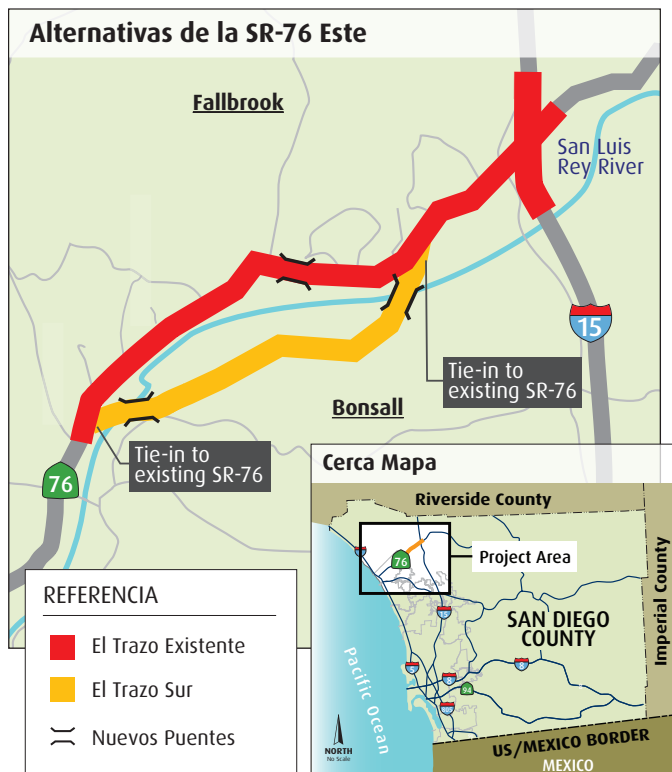 Alternativas de la SR-76 Este
Fallbrook
San Luis
Rey River
15
Tie-in to
existing SR-76
Bonsall
Tie-in to
existing SR-76
76
REFERENCIA
El Trazo Existente
El Trazo Sur
Nuevos Puentes
Cerca Mapa
Riverside County
Project Area
76
Imperial County
SAN DIEGO
COUNTY
8
94
Pacific Ocean
NORTH
No Scale
US/MEXICO BORDER
MEXICO